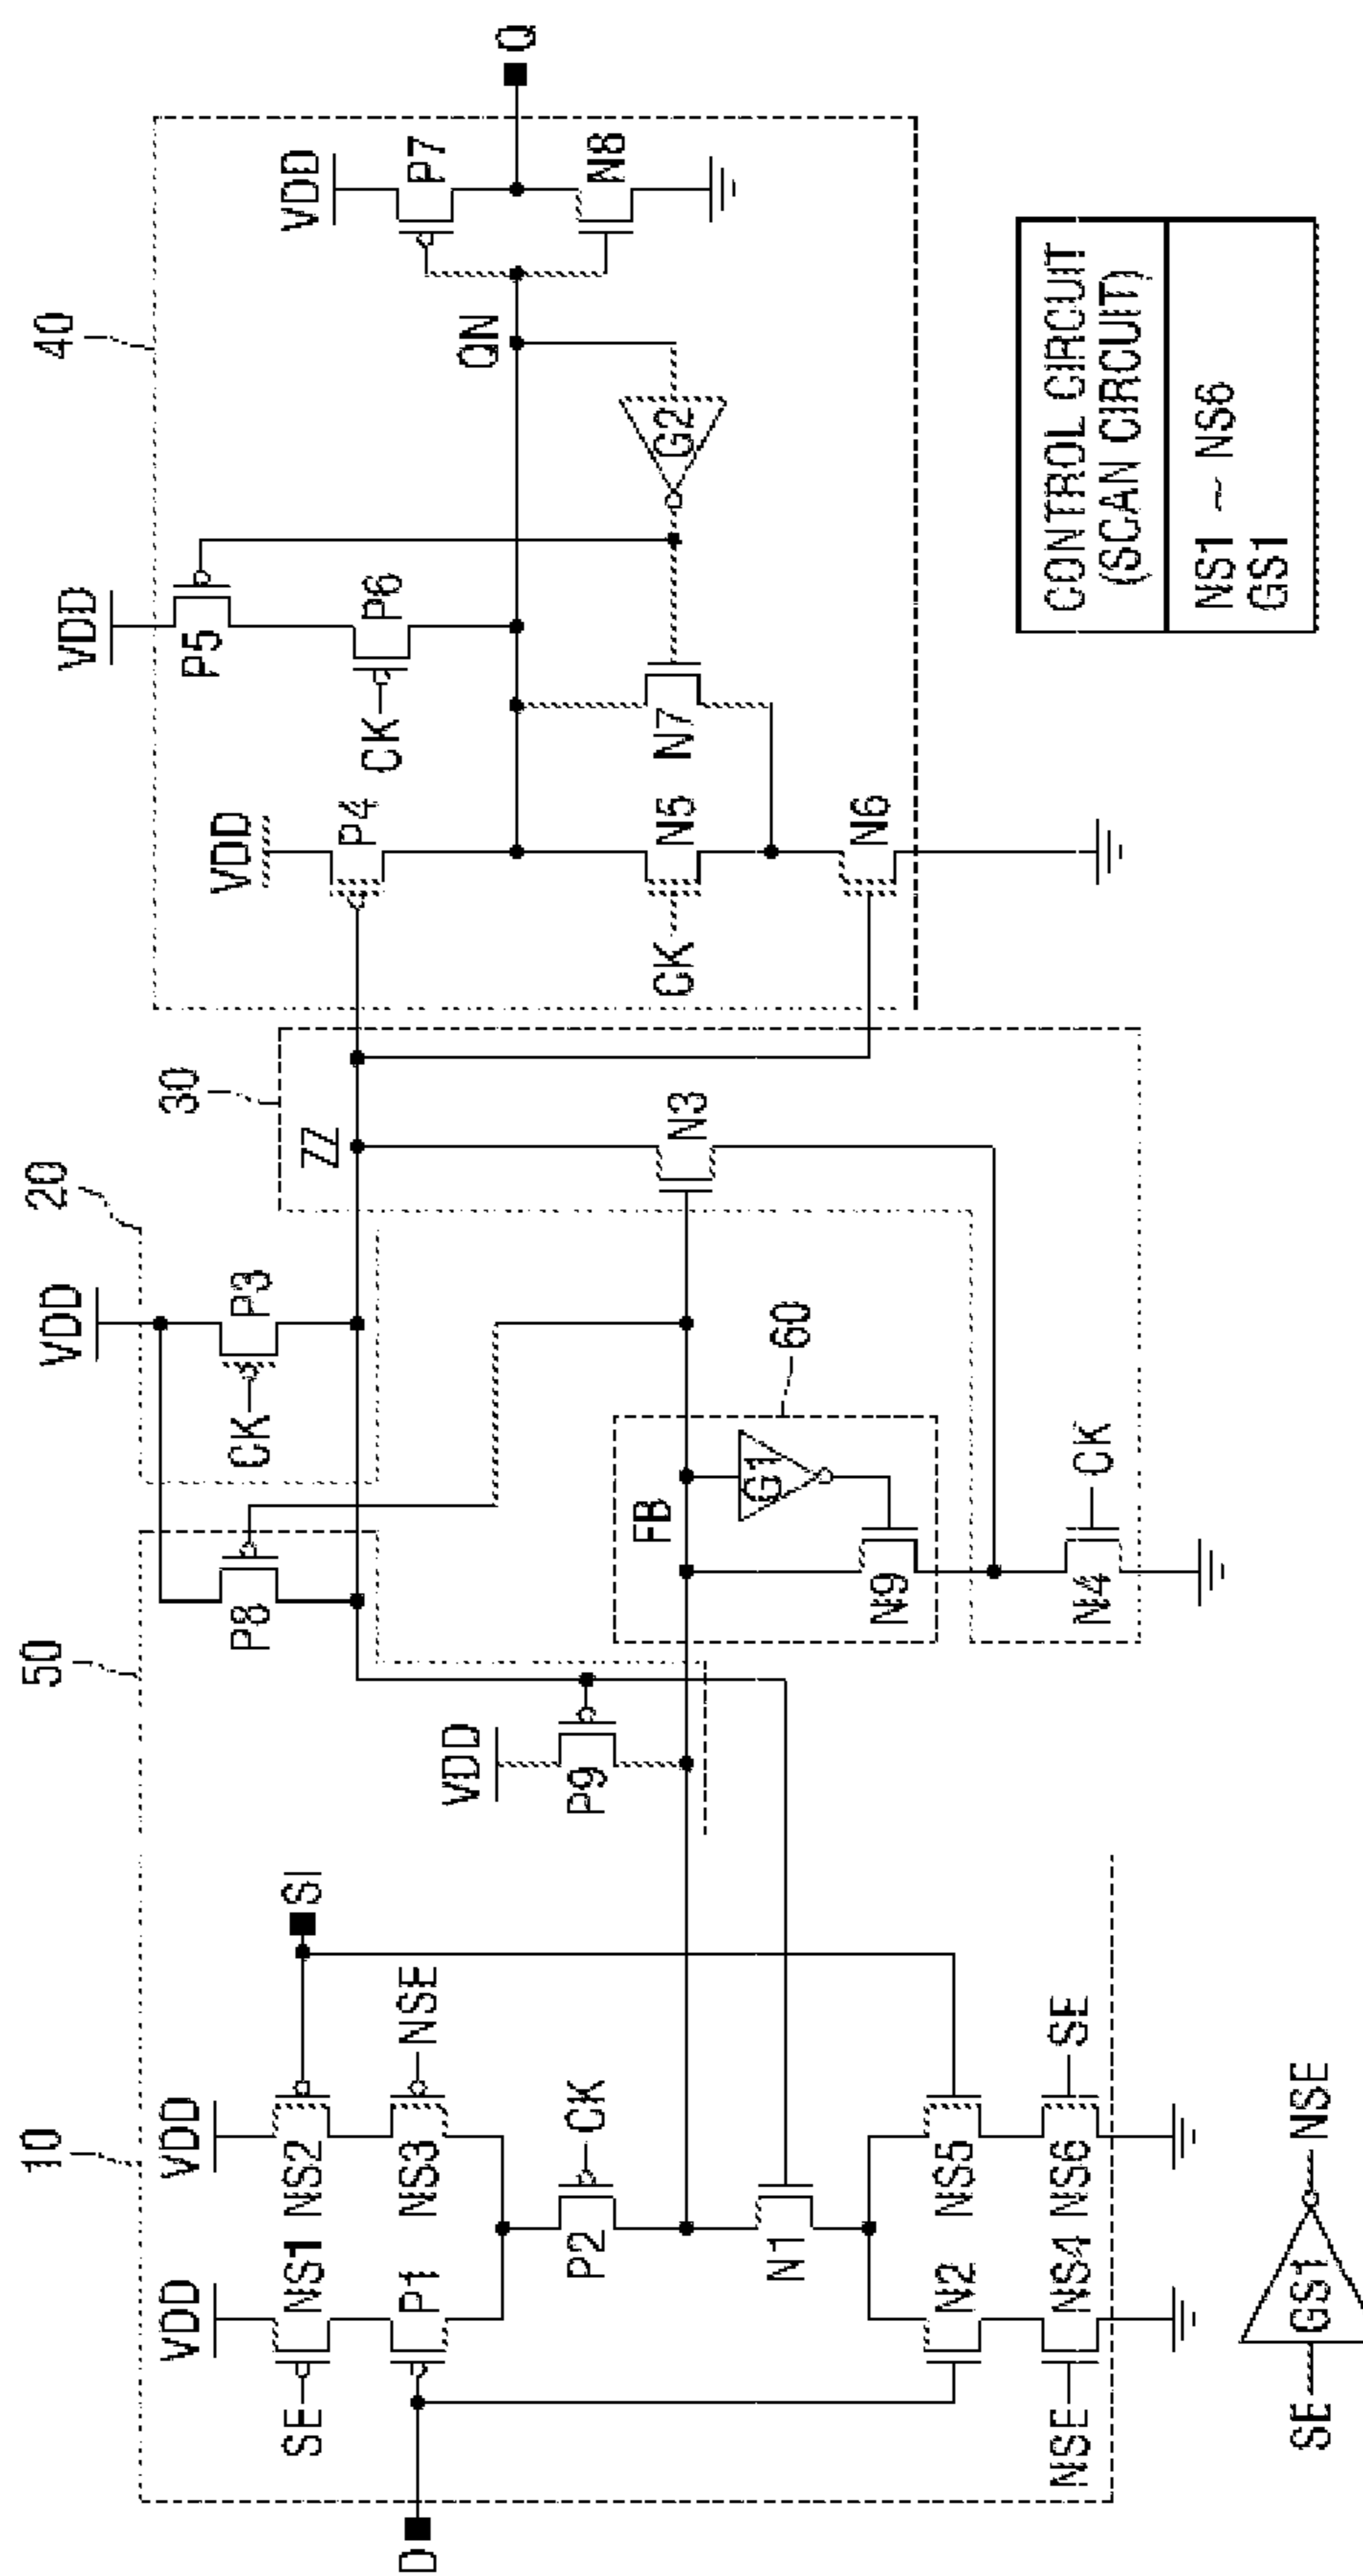 10
50
20
30
40
VDD
VDD
SE
NS1
NS2
SI
D
P1
NS3
NSE
P2
CK
N1
N2
NS5
NSE
NS4
NS6
SE
SE
GS1
NSE
VDD
P9
P8
VDD
CK
P3
ZZ
FB
G1
60
N9
N3
N4
CK
VDD
P4
CK
N5
N6
VDD
P5
CK
P6
N7
G2
QN
VDD
P7
N8
Q
CONTROL CIRCUIT
(SCAN CIRCUIT)
NS1 ~ NS6
GS1